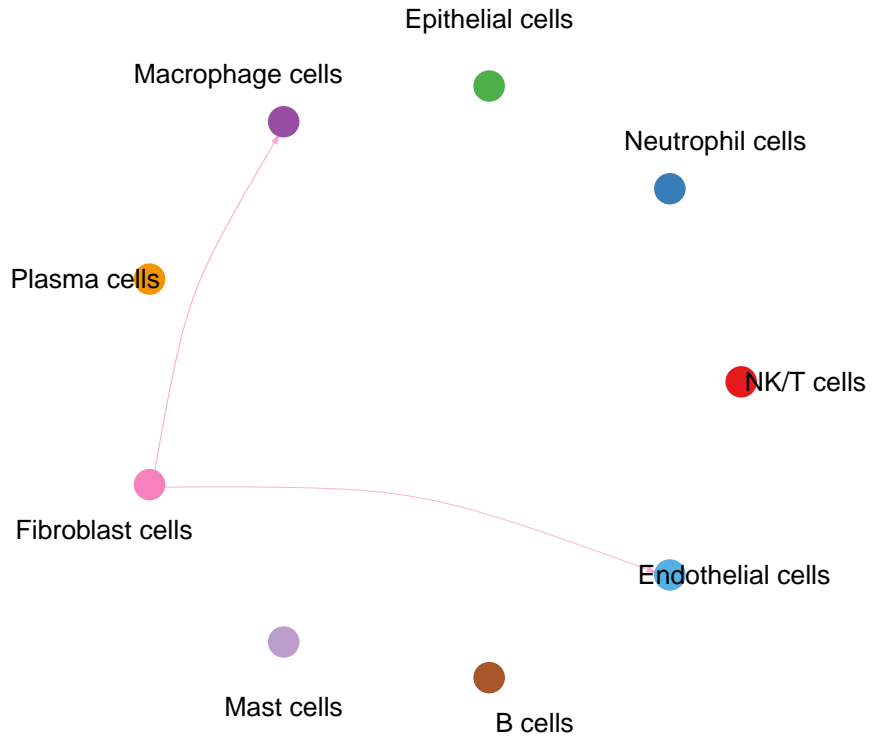 Epithelial cells
Macrophage cells
Neutrophil cells
Plasma cells
NK/T cells
Fibroblast cells
Endothelial cells
Mast cells
B cells